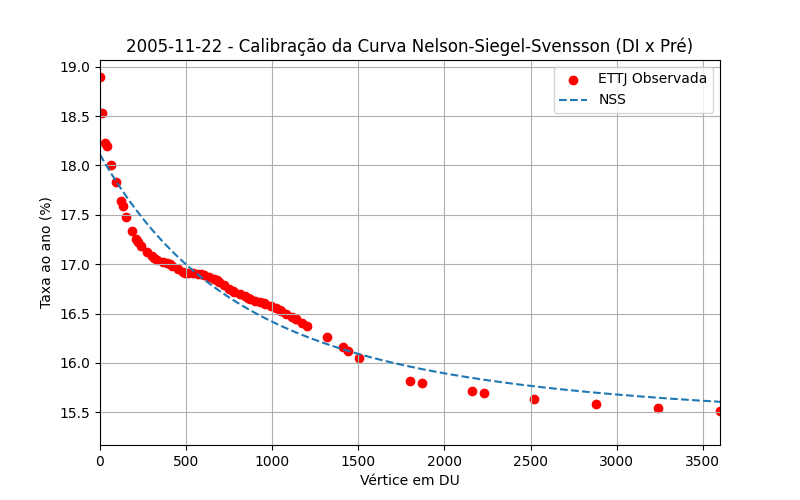 2005-11-22 - Calibração da Curva Nelson-Siegel-Svensson (DI x Pré)
ETTJ Observada
NSS
Taxa ao ano (%)
19.0
18.5
18.0
17.5
17.0
16.5
16.0
15.5
0 500 1000 1500 2000 2500 3000 3500
Vértice em DU